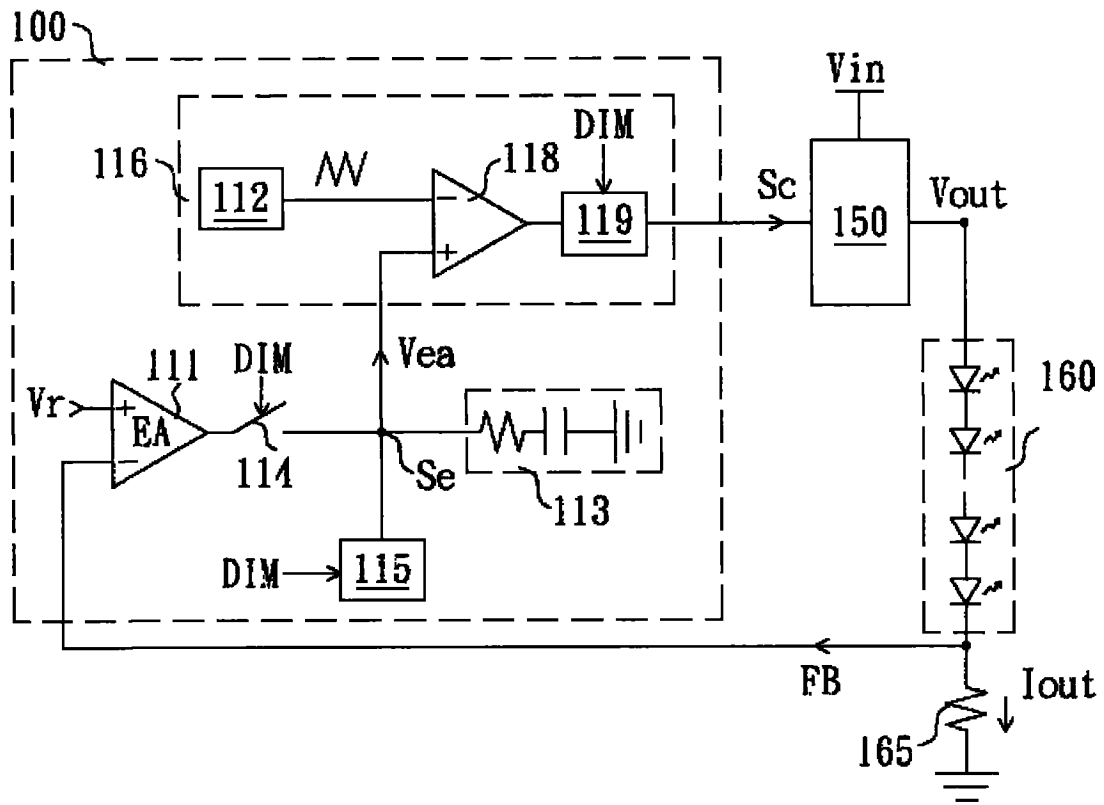 100
Vin
DIM
116
118
112
−
119
Sc
Vout
150
+
DIM
111
Vea
Vr
+
EA
−
114
Se
113
160
DIM
115
FB
Iout
165